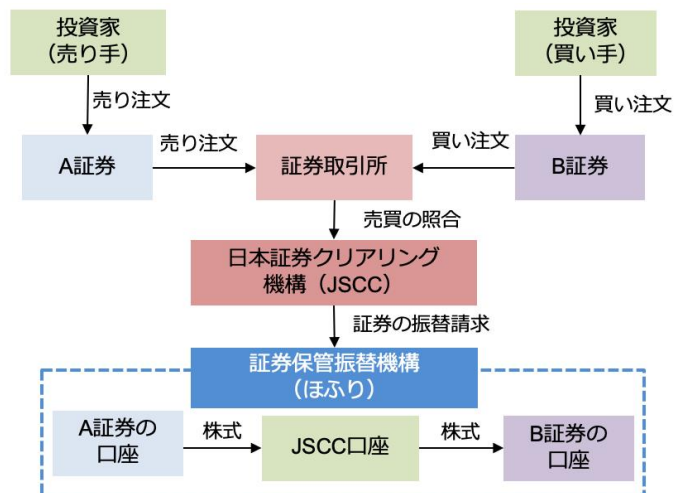 投資家
（売り手）
投資家
（買い手）
売り注文
買い注文
A証券
売り注文
証券取引所
買い注文
B証券
売買の照合
日本証券クリアリング
機構（JSCC）
証券の振替請求
証券保管振替機構
（ほふり）
A証券の
口座
株式
JSCC口座
株式
B証券の
口座